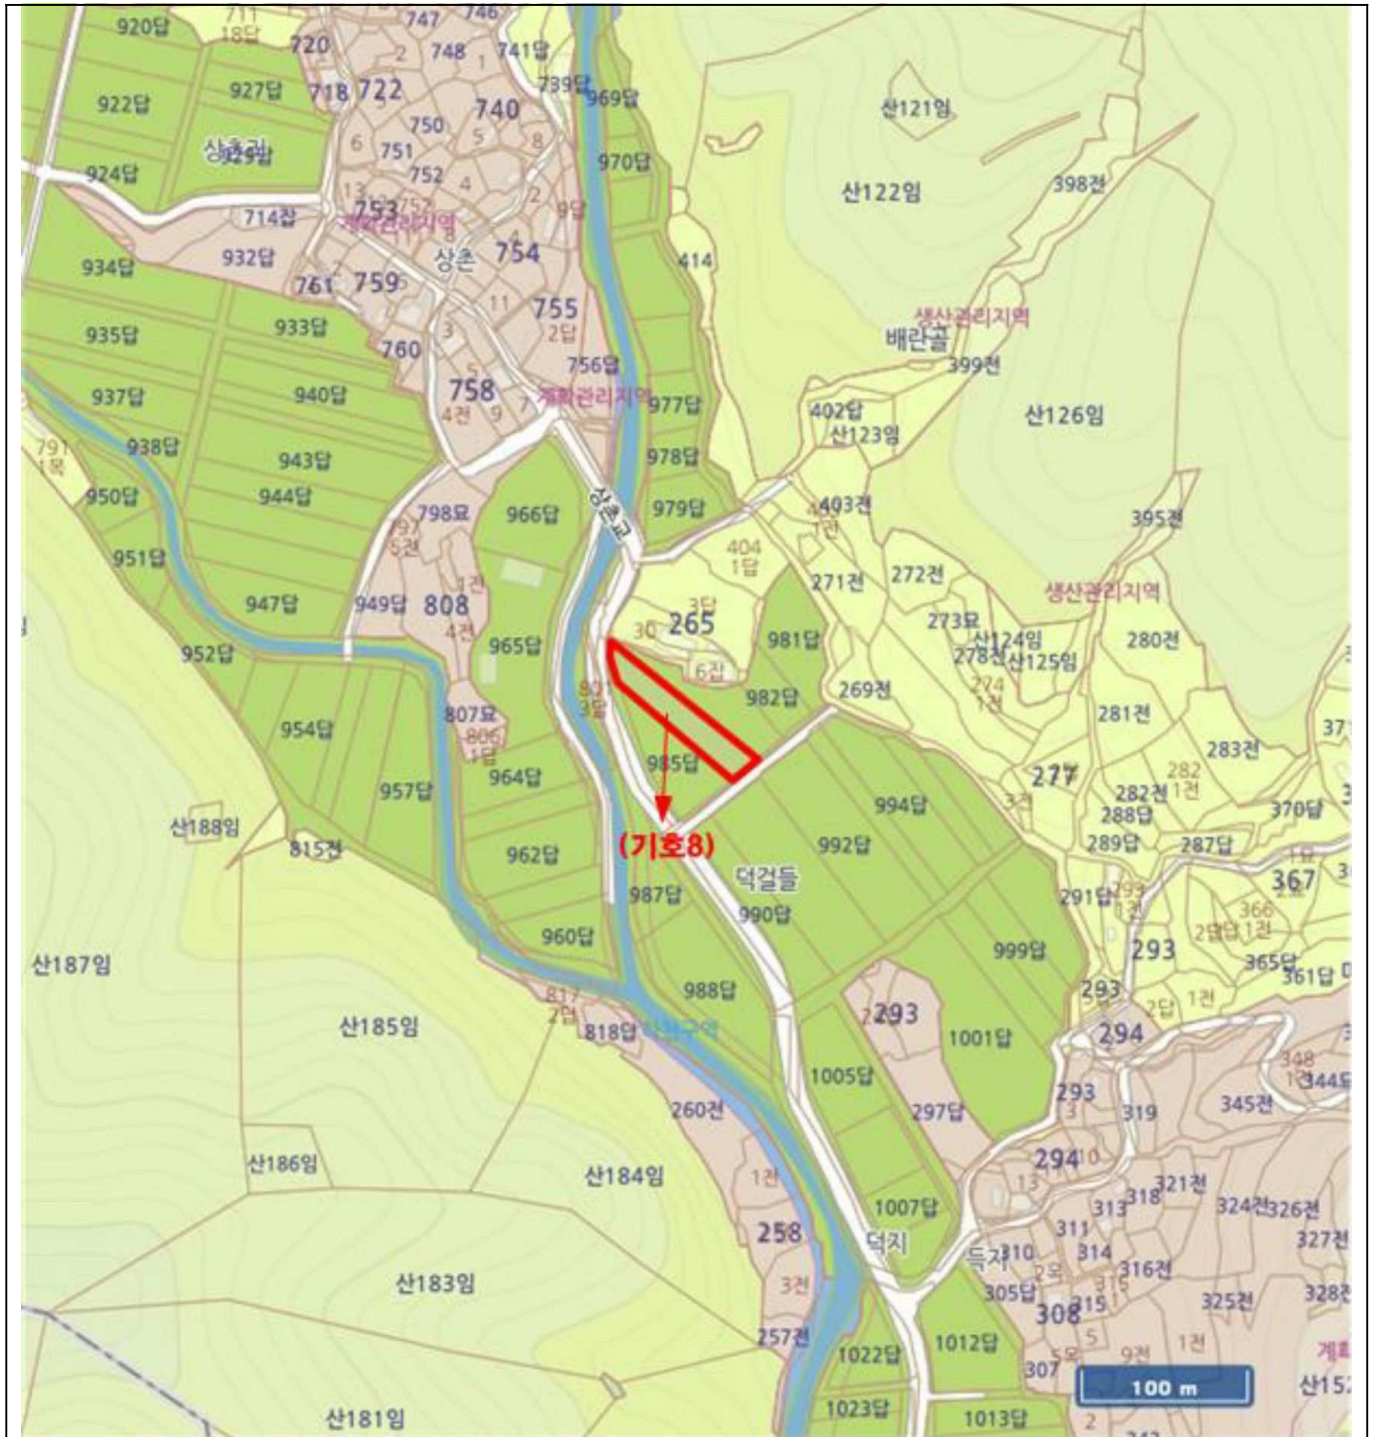 747
746
711
920답
18답
720
748
2
1
741답
739답
922답
927답
718
722
969답
740
산121임
750
5
8
6
751
970답
상촌리
752
924답
4
398전
산122임
13
2
753
714잡
9답
계획관리지역
932답
754
상촌
414
934답
761
2
759
11
755
생산관리지역
935답
933답
3
2답
배란골
760
756답
399전
5
937답
940답
758
계획관리지역
977답
402답
4전
9
7
산126임
산123임
938답
791
1목
943답
978답
950답
944답
966답
상촌교
979답
403전
798묘
797
5전
395전
951답
404
1답
271전
272전
1전
생산관리지역
947답
949답
808
3답
265
30
273묘
280전
4전
965답
981답
산124임
952답
278전
산125임
6잡
269전
274
1전
982답
807묘
281전
954답
806
1답
283전
985답
964답
277
282
1전
957답
3전
282전
994답
288답
370답
산188임
815전
(기호8)
992답
289답
287답
962답
덕걸들
367
987답
291답
293
1전
990답
366
1전
960답
999답
293
산187임
365답
361답
988답
293
817
2답
293
2답
1전
산185임
818답
하천구역
1001답
294
348
1전
1005답
260전
297답
293
3
319
345전
산186임
산184임
294
10
1전
13
321전
318
1007답
313
324전
326전
258
311
덕지
득지
310
314
327전
산183임
3전
316전
305답
315
325전
308
315
257전
5
1012답
1전
1022답
5목
9전
307
100 m
1023답
산181임
1013답
2